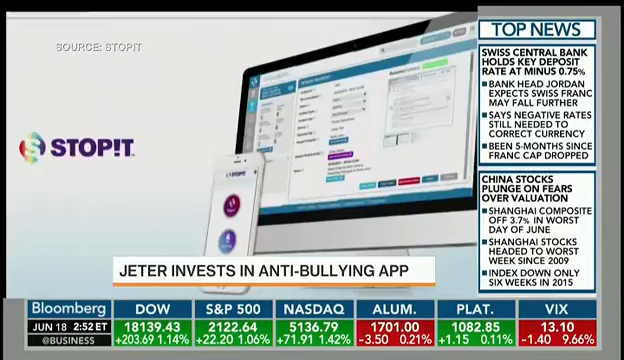 SOURCE: STOPIT
STOP!T
STOP!T
JETER INVESTS IN ANTI-BULLYING APP
TOP NEWS
SWISS CENTRAL BANK
HOLDS KEY DEPOSIT
RATE AT MINUS 0.75%
BANK HEAD JORDAN
EXPECTS SWISS FRANC
MAY FALL FURTHER
SAYS NEGATIVE RATES
STILL NEEDED TO
CORRECT CURRENCY
BEEN 5-MONTHS SINCE
FRANC CAP DROPPED
CHINA STOCKS
PLUNGE ON FEARS
OVER VALUATION
SHANGHAI COMPOSITE
OFF 3.7% IN WORST
DAY OF JUNE
SHANGHAI STOCKS
HEADED TO WORST
WEEK SINCE 2009
INDEX DOWN ONLY
SIX WEEKS IN 2015
Bloomberg DOW S&P 500 NASDAQ ALUM. PLAT. VIX
JUN 18 2:52 ET 18139.43 2122.64 5136.79 1701.00 1082.85 13.10
@BUSINESS +203.69 1.14% +22.20 1.06% +71.91 1.42% -3.50 0.21% +1.15 0.11% -1.40 9.66%